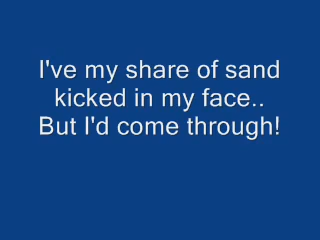 I've my share of sand
kicked in my face..
But I'd come through!